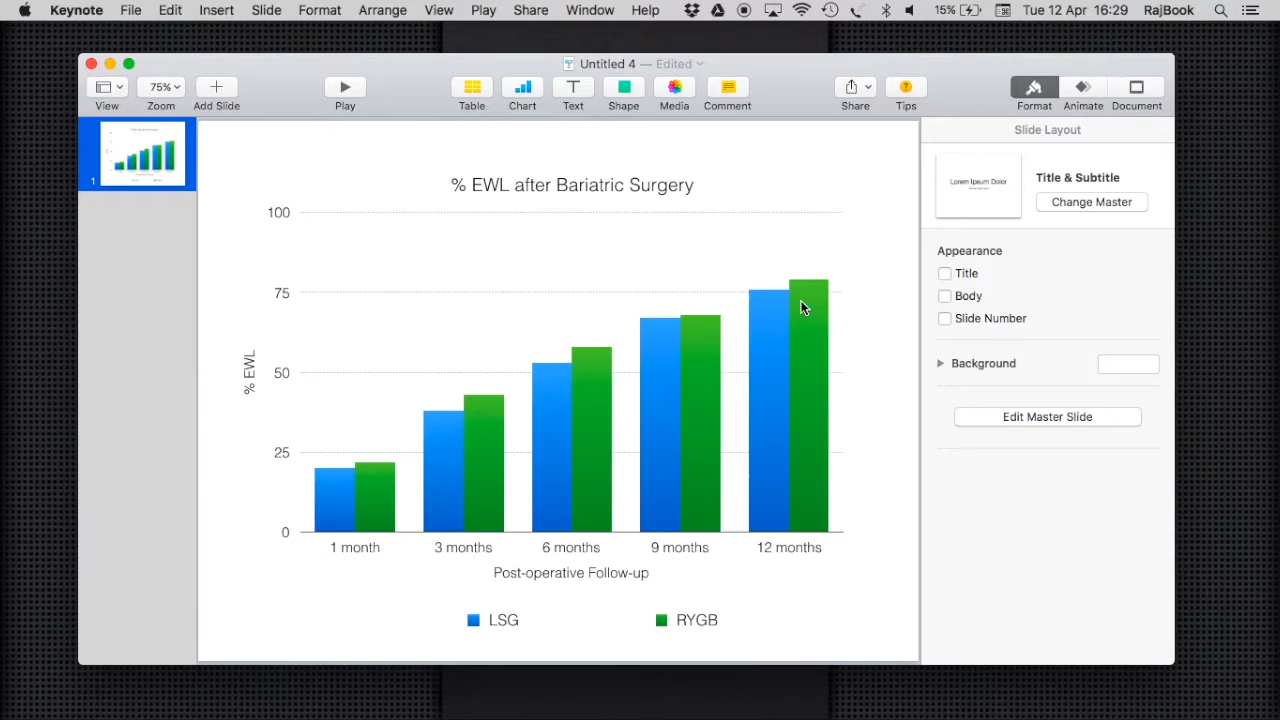 Keynote File Edit Insert Slide Format Arrange View Play Share Window Help 15% Tue 12 Apr 16:29 RajBook
Untitled 4 — Edited
75%
View Zoom Add Slide Play Table Chart Text Shape Media Comment Share Tips Format Animate Document
1
% EWL after Bariatric Surgery
100
75
50
25
0
% EWL
1 month 3 months 6 months 9 months 12 months
Post-operative Follow-up
LSG RYGB
Slide Layout
Lorem Ipsum Dolor
Title & Subtitle
Change Master
Appearance
Title
Body
Slide Number
Background
Edit Master Slide